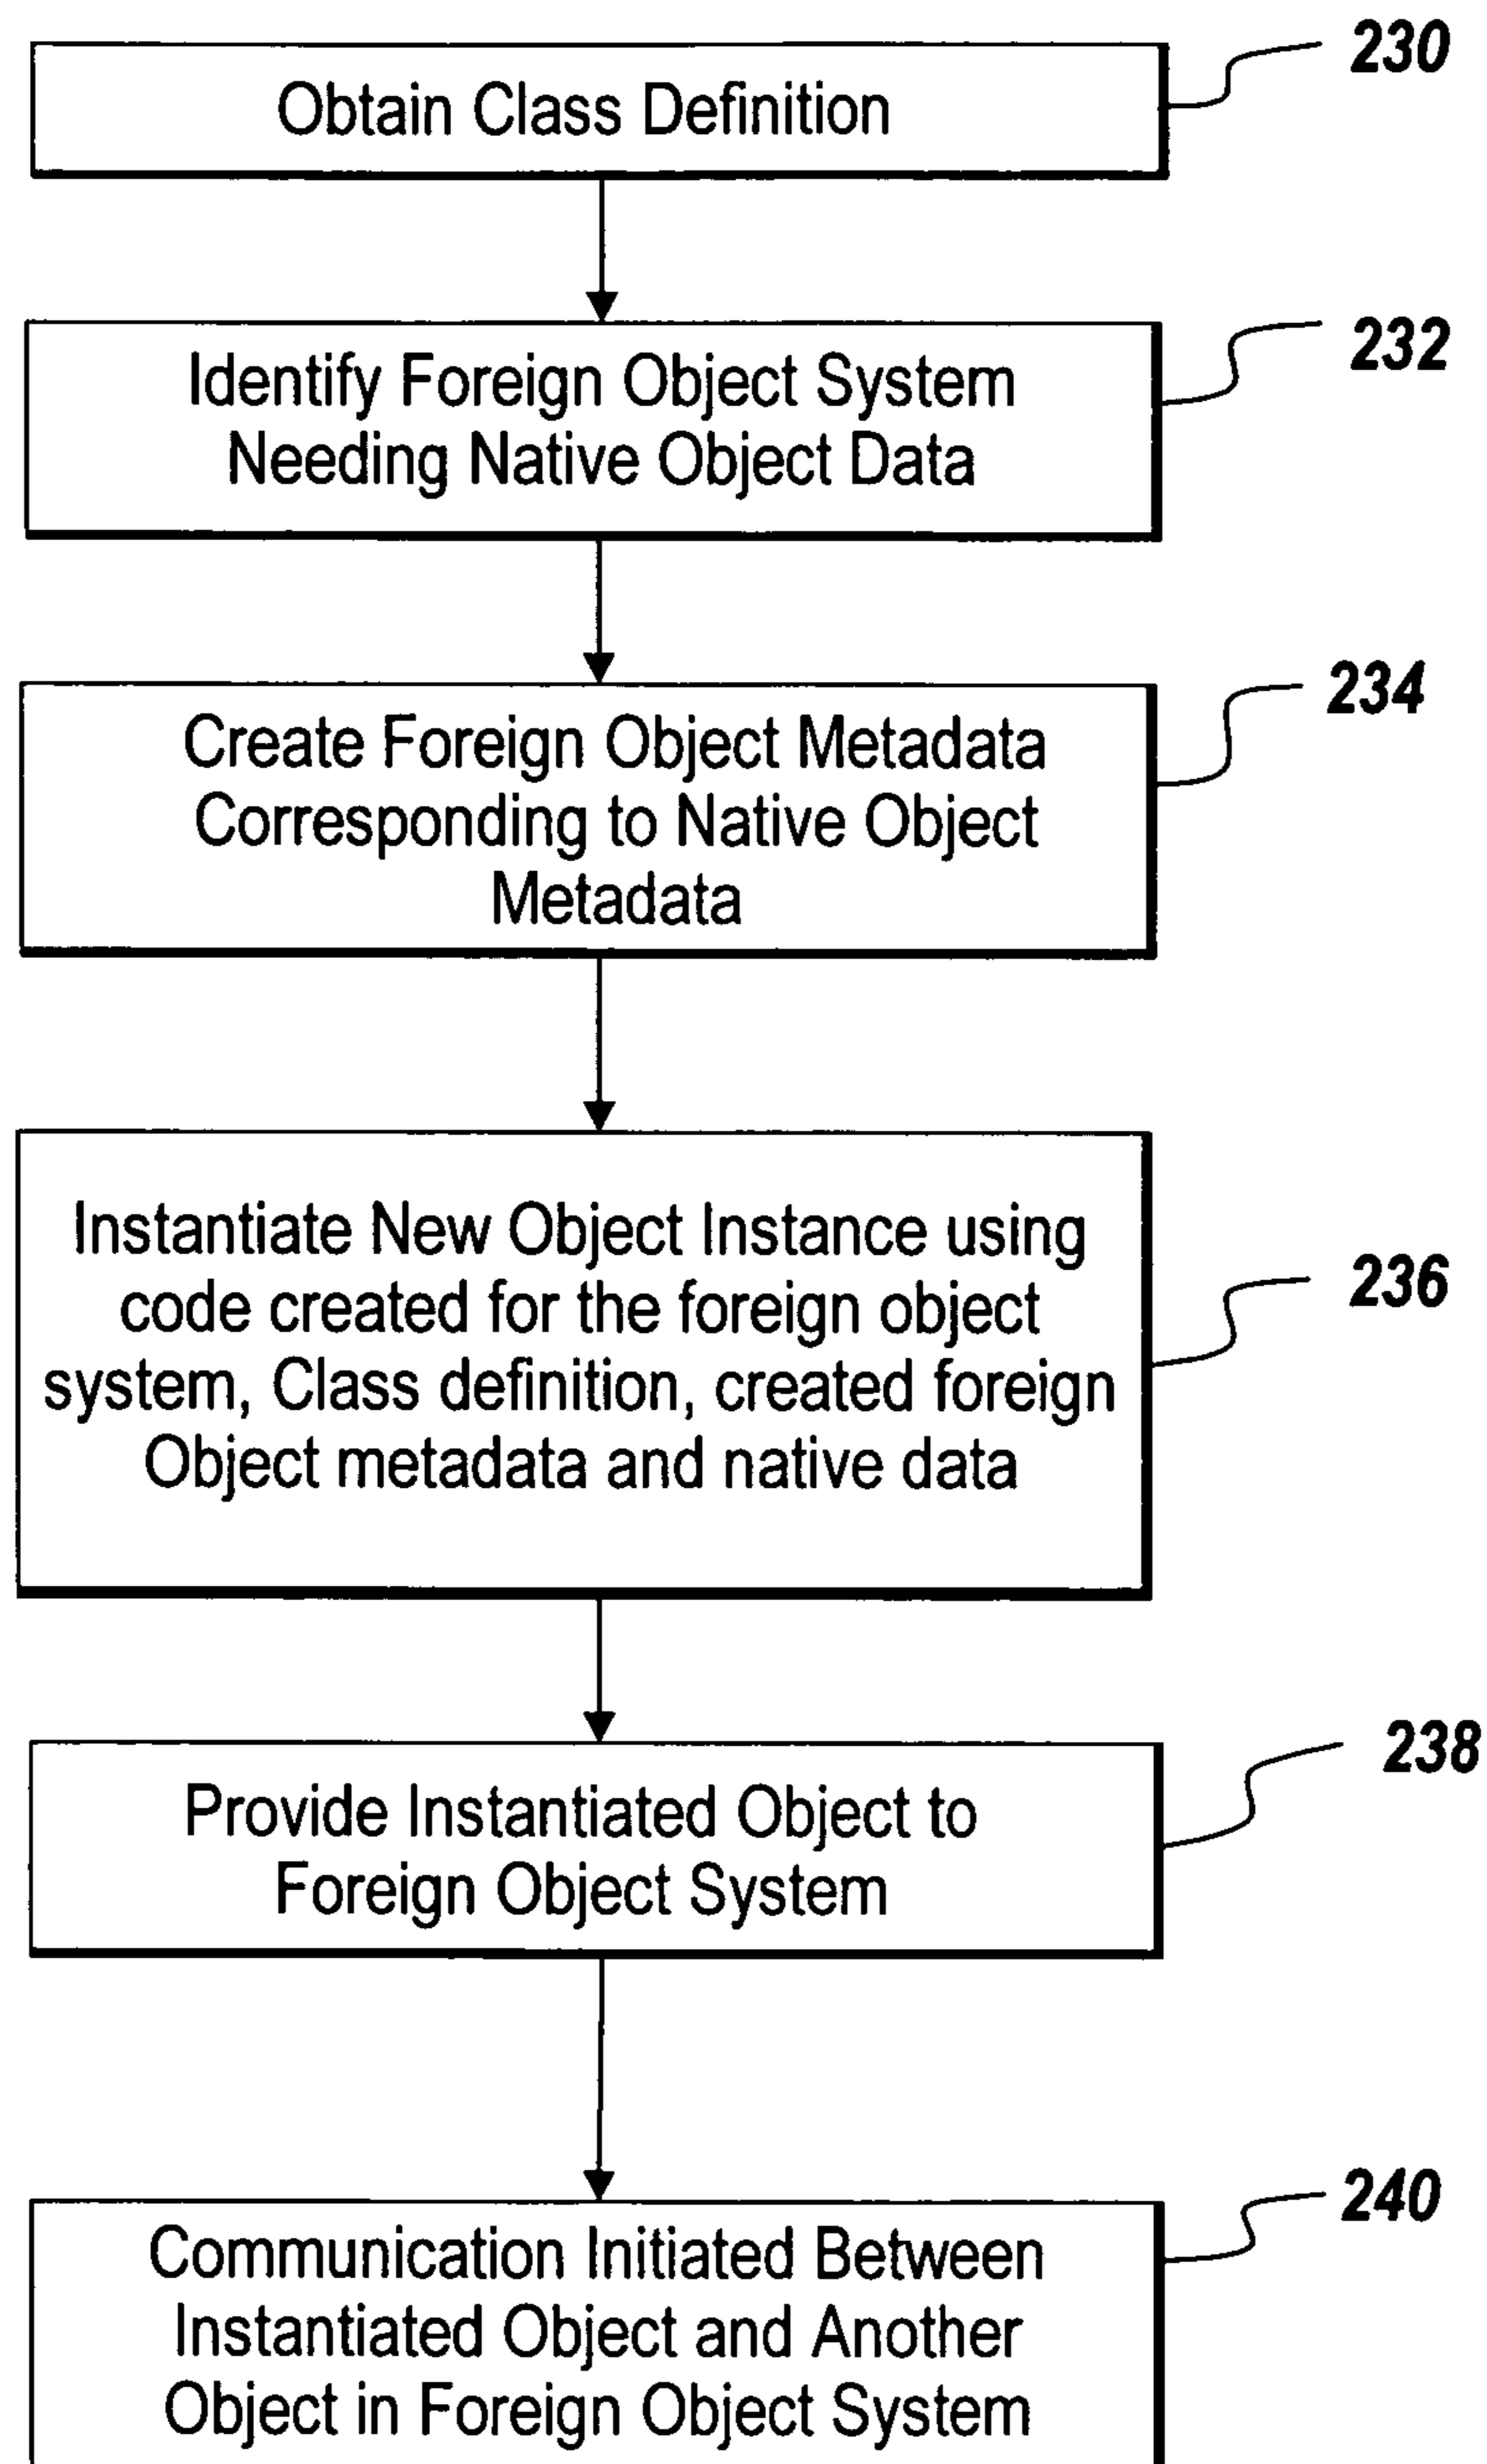 230
Obtain Class Definition
232
Identify Foreign Object System
Needing Native Object Data
234
Create Foreign Object Metadata
Corresponding to Native Object
Metadata
Instantiate New Object Instance using
236
code created for the foreign object
system, Class definition, created foreign
Object metadata and native data
238
Provide Instantiated Object to
Foreign Object System
240
Communication Initiated Between
Instantiated Object and Another
Object in Foreign Object System